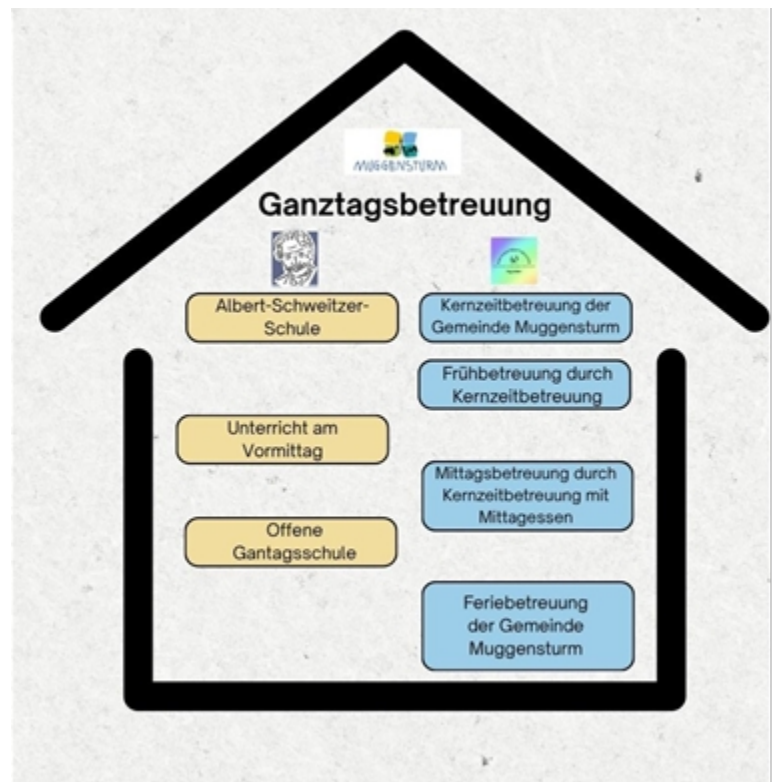 MUGGENSTURM
Ganztagsbetreuung
Albert-Schweitzer-
Schule
Kernzeitbetreuung der
Gemeinde Muggensturm
Frühbetreuung durch
Kernzeitbetreuung
Unterricht am
Vormittag
Mittagsbetreuung durch
Kernzeitbetreuung mit
Mittagessen
Offene
Gantagsschule
Feriebetreuung
der Gemeinde
Muggensturm